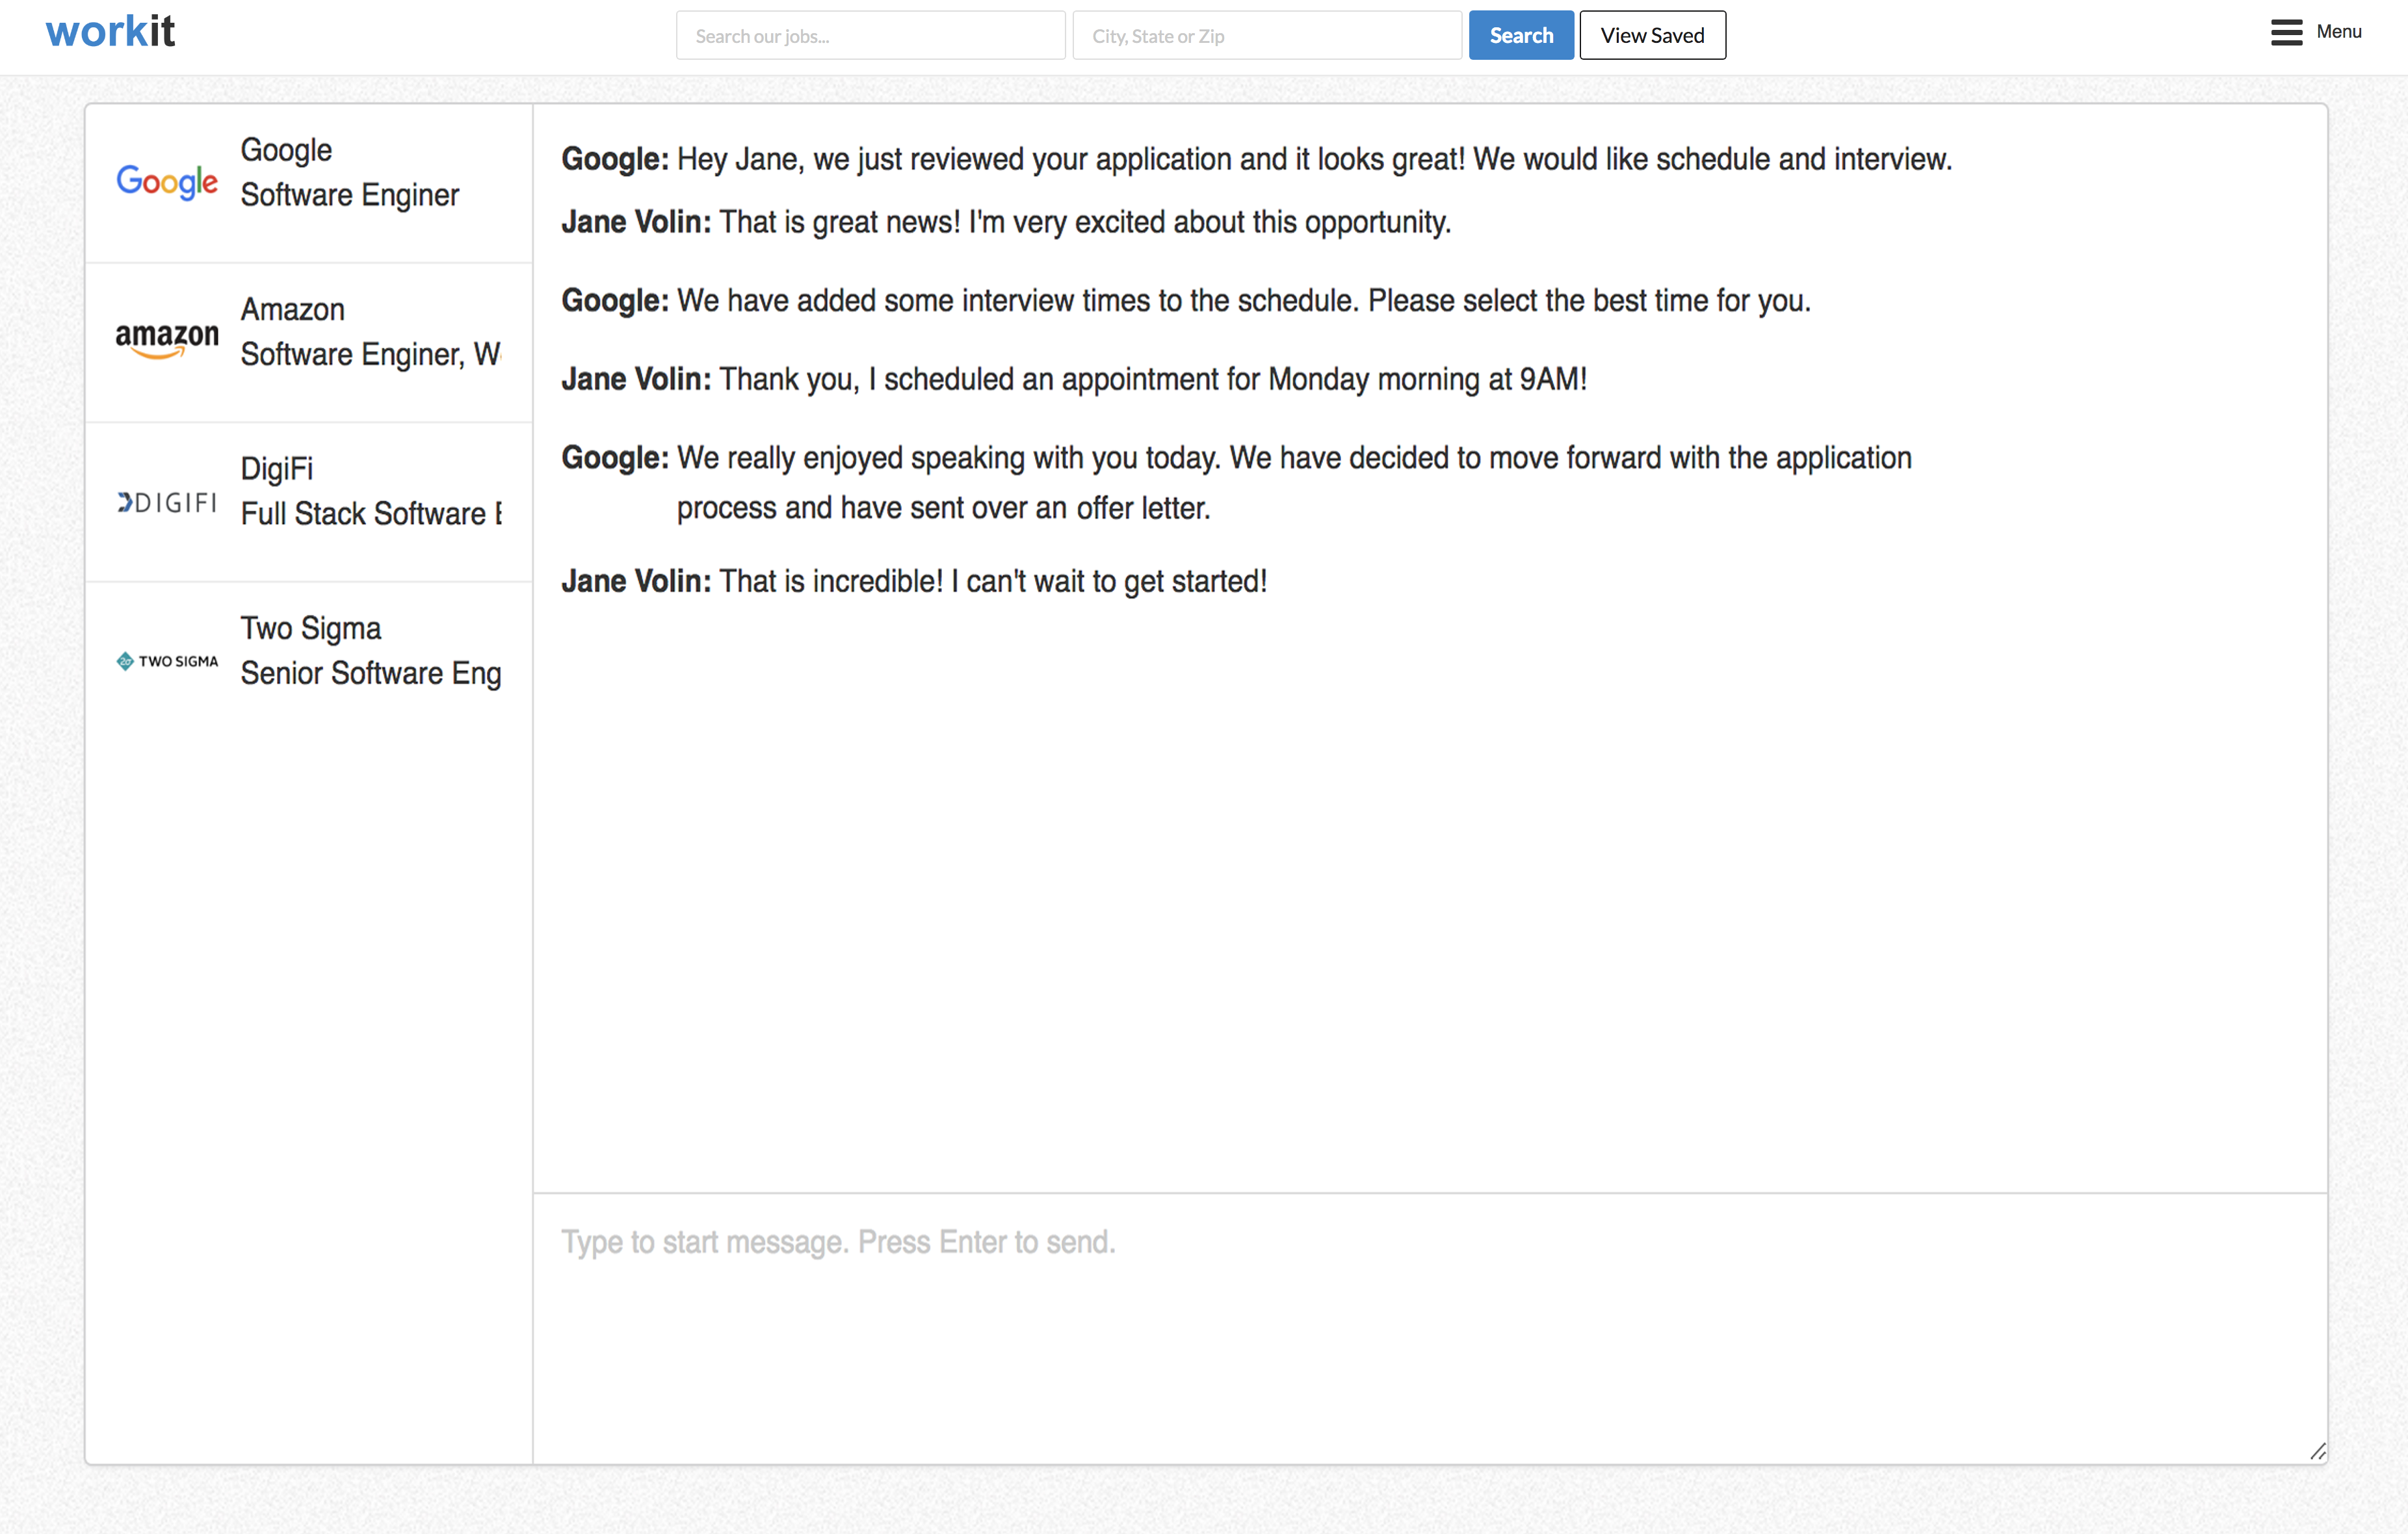 workit
Search our jobs...
City, State or Zip
Search
View Saved
Menu
Google
Google
Software Enginer
amazon
Amazon
Software Enginer, W
DIGIFI
DigiFi
Full Stack Software
TWO SIGMA
Two Sigma
Senior Software Eng
Google: Hey Jane, we just reviewed your application and it looks great! We would like schedule and interview.
Jane Volin: That is great news! I'm very excited about this opportunity.
Google: We have added some interview times to the schedule. Please select the best time for you.
Jane Volin: Thank you, I scheduled an appointment for Monday morning at 9AM!
Google: We really enjoyed speaking with you today. We have decided to move forward with the application
process and have sent over an offer letter.
Jane Volin: That is incredible! I can't wait to get started!
Type to start message. Press Enter to send.